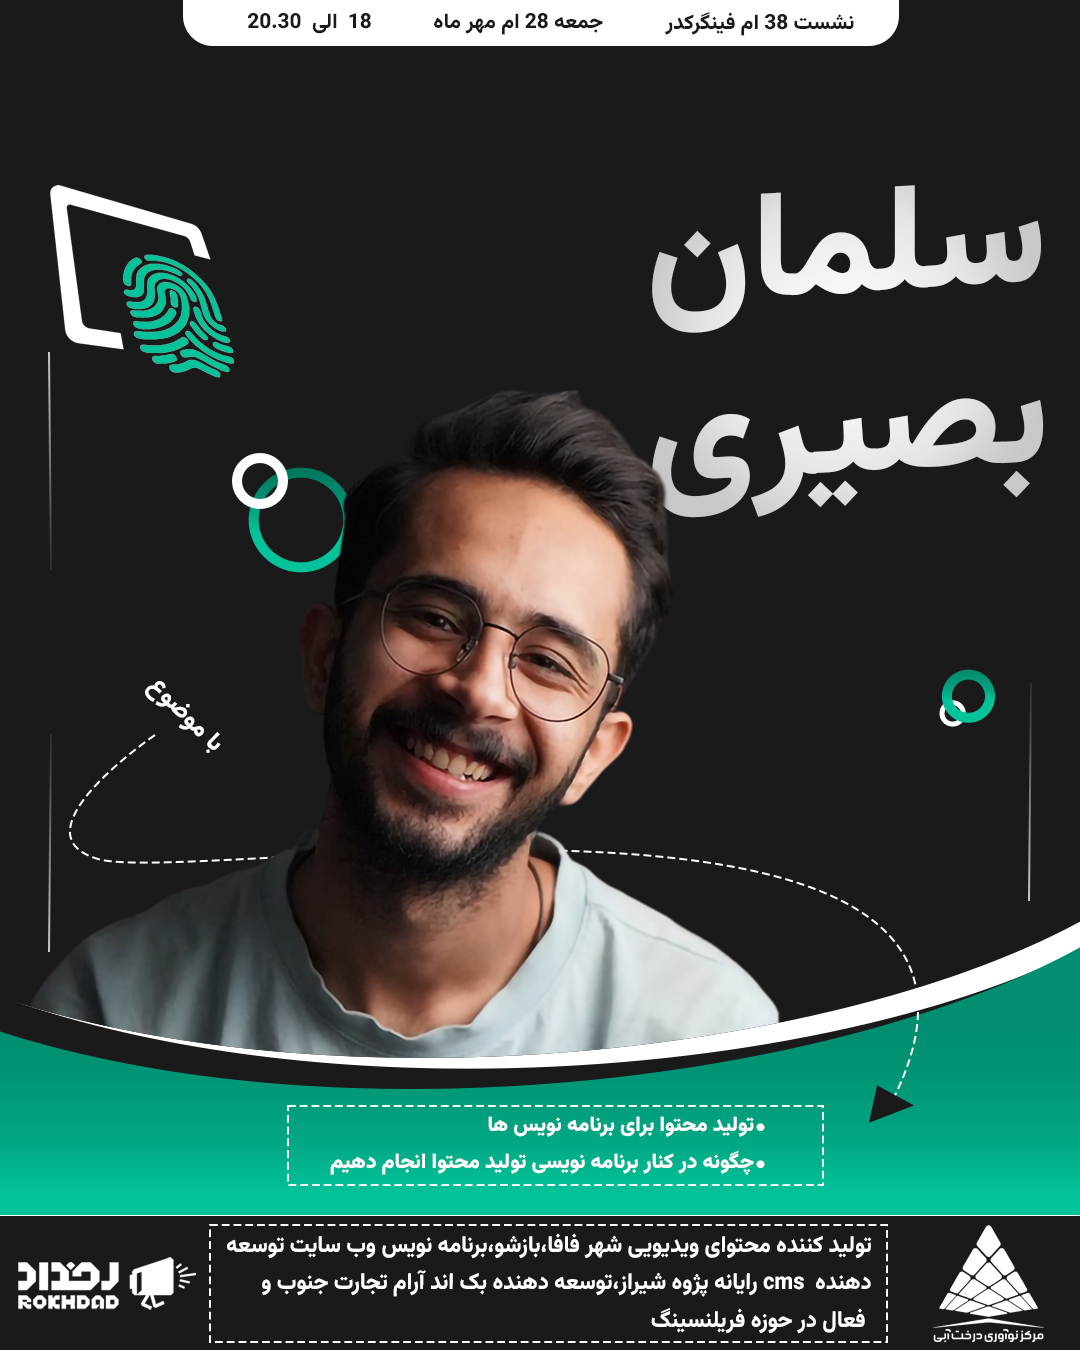 نشست 38 ام فینگرکدر
جمعه 28 ام مهر ماه
18 الی 20.30
سلمان
بصیری
با موضوع
•تولید محتوا برای برنامه نویس ها
•چگونه در کنار برنامه نویسی تولید محتوا انجام دهیم
تولید کننده محتوای ویدیویی شهر فافا،بازشو،برنامه نویس وب سایت توسعه
دهنده cms رایانه پژوه شیراز،توسعه دهنده بک اند آرام تجارت جنوب و
فعال در حوزه فریلنسینگ
مرکز نوآوری درخت آبی
رخداد
ROKHDAD